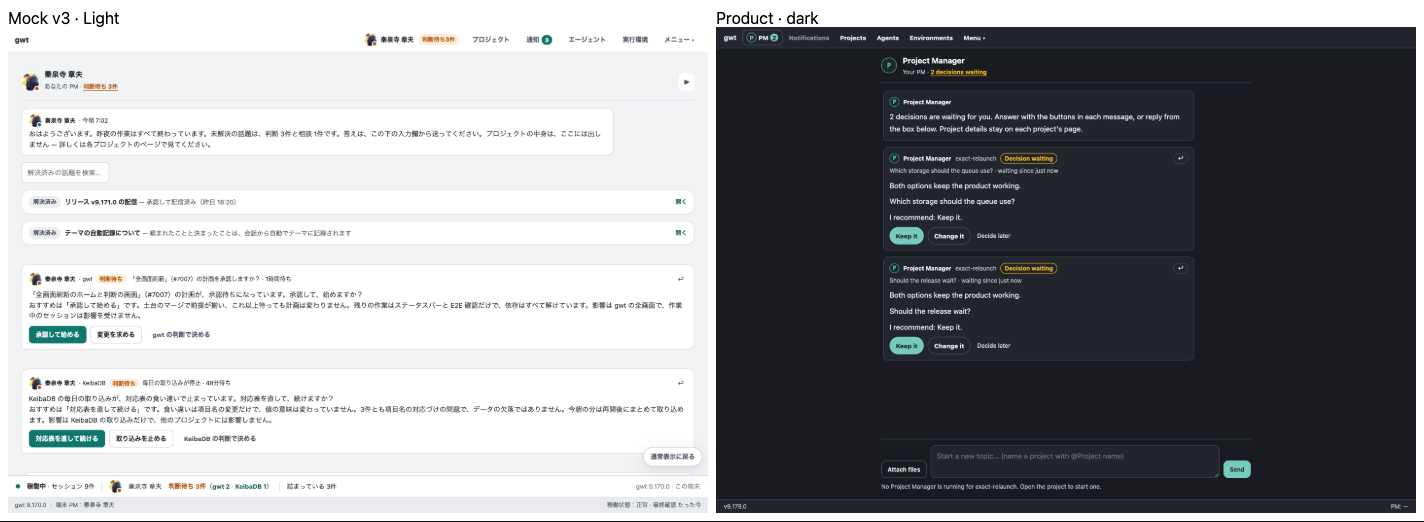 Mock v3 · Light
gwt
秦泉寺 章夫 判断待ち3件 プロジェクト 通知 3 エージェント 実行環境 メニュー
秦泉寺 章夫
あなたの PM · 判断待ち 3件
秦泉寺 章夫 · 今朝 7:02
おはようございます。昨夜の作業はすべて終わっています。未解決の話題は、判断 3件と相談 1件です。答えは、この下の入力欄から送ってください。プロジェクトの中身は、ここには出し
ません — 詳しくは各プロジェクトのページで見てください。
解決済みの話題を検索…
解決済み リリース v9.171.0 の配信 — 承認して配信済み（昨日 18:20） 開く
解決済み テーマの自動記録について — 頼まれたことと決まったことは、会話から自動でテーマに記録されます 開く
秦泉寺 章夫 · gwt 判断待ち 「全画面刷新」(#7007) の計画を承認しますか？ · 1時間待ち
「全画面刷新のホームと判断の画面」(#7007) の計画が、承認待ちになっています。承認して、始めますか？
おすすめは「承認して始める」です。土台のマージで前提が揃い、これ以上待っても計画は変わりません。残りの作業はステータスバーと E2E 確認だけで、依存はすべて解けています。影響は gwt の全画面で、作業
中のセッションは影響を受けません。
承認して始める 変更を求める gwt の判断で決める
秦泉寺 章夫 · KeibaDB 判断待ち 毎日の取り込みが停止 · 48分待ち
KeibaDB の毎日の取り込みが、対応表の食い違いで止まっています。対応表を直して、続けますか？
おすすめは「対応表を直して続ける」です。食い違いは項目名の変更だけで、値の意味は変わっていません。3件とも項目名の対応づけの問題で、データの欠落ではありません。今朝の分は再開後にまとめて取り込め
ます。影響は KeibaDB の取り込みだけで、他のプロジェクトには影響しません。
対応表を直して続ける 取り込みを止める KeibaDB の判断で決める
通常表示に戻る
稼働中 · セッション 9件 秦泉寺 章夫 判断待ち 3件（gwt 2 · KeibaDB 1） 詰まっている 3件 gwt 9.170.0 · この端末
gwt 9.170.0 · 端末 PM：秦泉寺 章夫 稼働状態：正常 · 最終確認 たった今
Product · dark
gwt P PM 2 Notifications Projects Agents Environments Menu
P Project Manager
Your PM · 2 decisions waiting
P Project Manager
2 decisions are waiting for you. Answer with the buttons in each message, or reply from
the box below. Project details stay on each project's page.
P Project Manager exact-relaunch Decision waiting
Which storage should the queue use? · waiting since just now
Both options keep the product working.
Which storage should the queue use?
I recommend: Keep it.
Keep it Change it Decide later
P Project Manager exact-relaunch Decision waiting
Should the release wait? · waiting since just now
Both options keep the product working.
Should the release wait?
I recommend: Keep it.
Keep it Change it Decide later
Attach files Start a new topic… (name a project with @Project name) Send
No Project Manager is running for exact-relaunch. Open the project to start one.
v9.179.0 PM: —